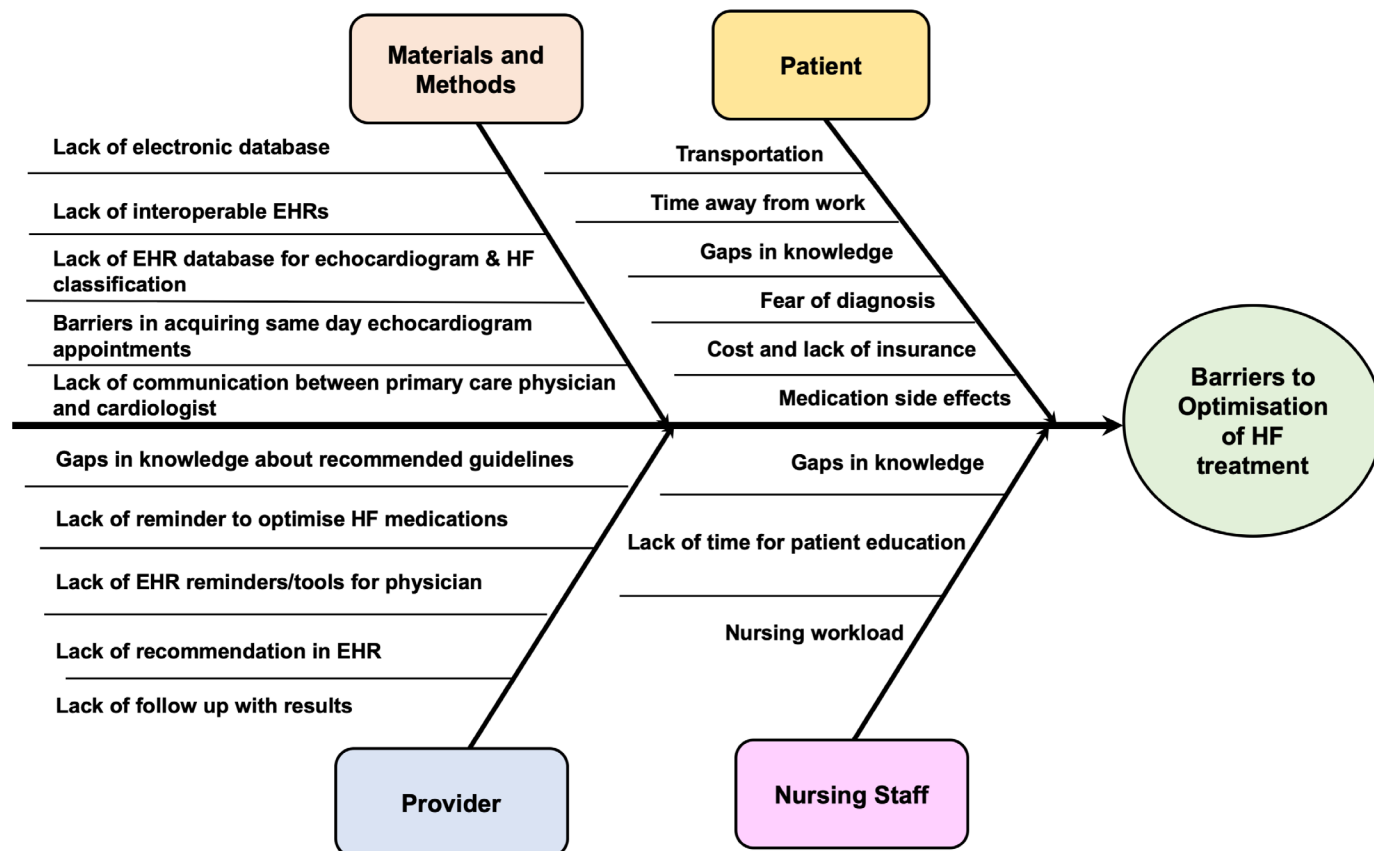 Materials and
Methods
Patient
Lack of electronic database
Lack of interoperable EHRs
Lack of EHR database for echocardiogram & HF
classification
Barriers in acquiring same day echocardiogram
appointments
Lack of communication between primary care physician
and cardiologist
Transportation
Time away from work
Gaps in knowledge
Fear of diagnosis
Cost and lack of insurance
Medication side effects
Barriers to
Optimisation
of HF
treatment
Gaps in knowledge about recommended guidelines
Lack of reminder to optimise HF medications
Lack of EHR reminders/tools for physician
Lack of recommendation in EHR
Lack of follow up with results
Gaps in knowledge
Lack of time for patient education
Nursing workload
Provider
Nursing Staff